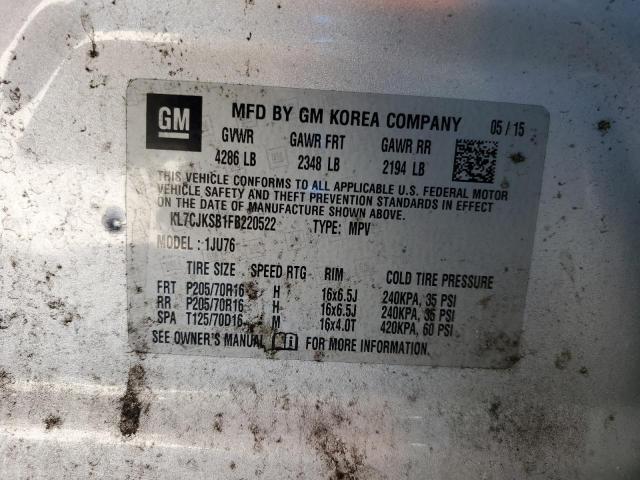 GM MFD BY GM KOREA COMPANY 05 / 15
GVWR GAWR FRT GAWR RR
4286 LB 2348 LB 2194 LB
THIS VEHICLE CONFORMS TO ALL APPLICABLE U.S. FEDERAL MOTOR
VEHICLE SAFETY AND THEFT PREVENTION STANDARDS IN EFFECT
ON THE DATE OF MANUFACTURE SHOWN ABOVE.
KL7CJKSB1FB220522 TYPE: MPV
MODEL: 1JU76
TIRE SIZE SPEED RTG RIM COLD TIRE PRESSURE
FRT P205/70R16 H 16x6.5J 240KPA, 35 PSI
RR P205/70R16 H 16x6.5J 240KPA, 35 PSI
SPA T125/70D16 M 16x4.0T 420KPA, 60 PSI
SEE OWNER'S MANUAL FOR MORE INFORMATION.